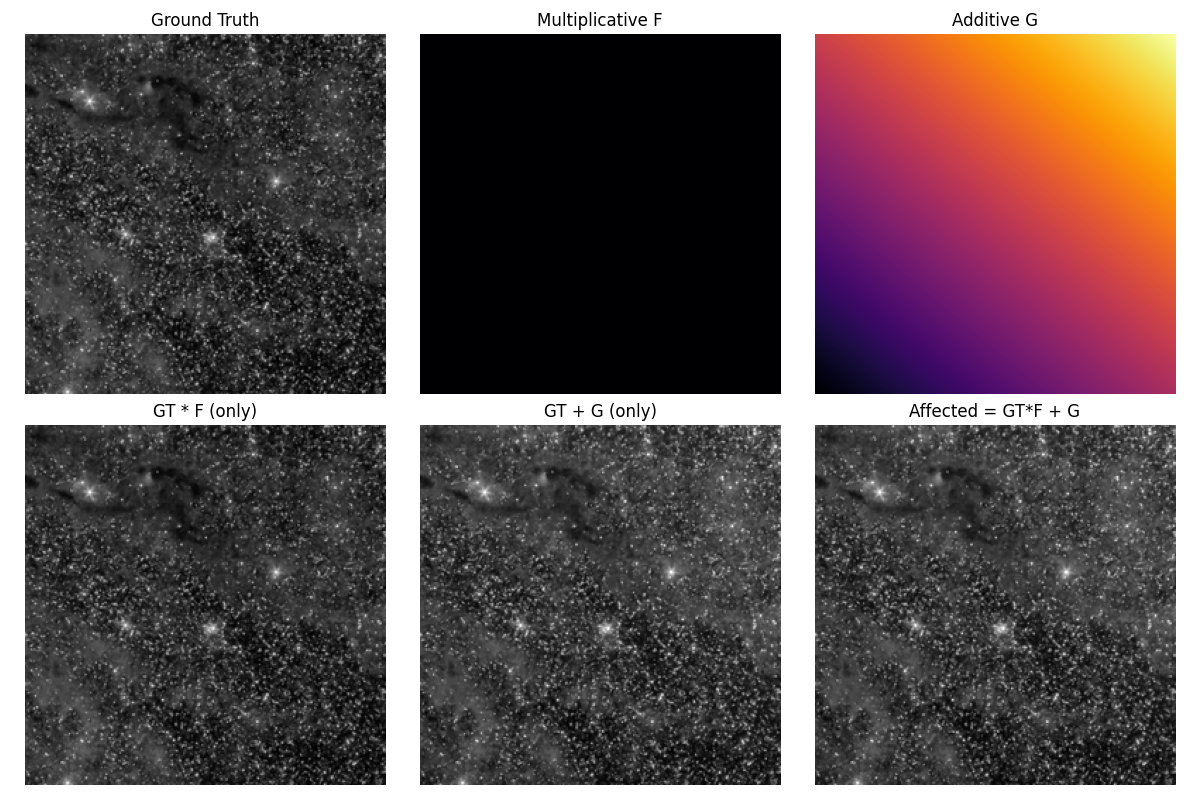 Ground Truth
Multiplicative F
Additive G
GT * F (only)
GT + G (only)
Affected = GT*F + G